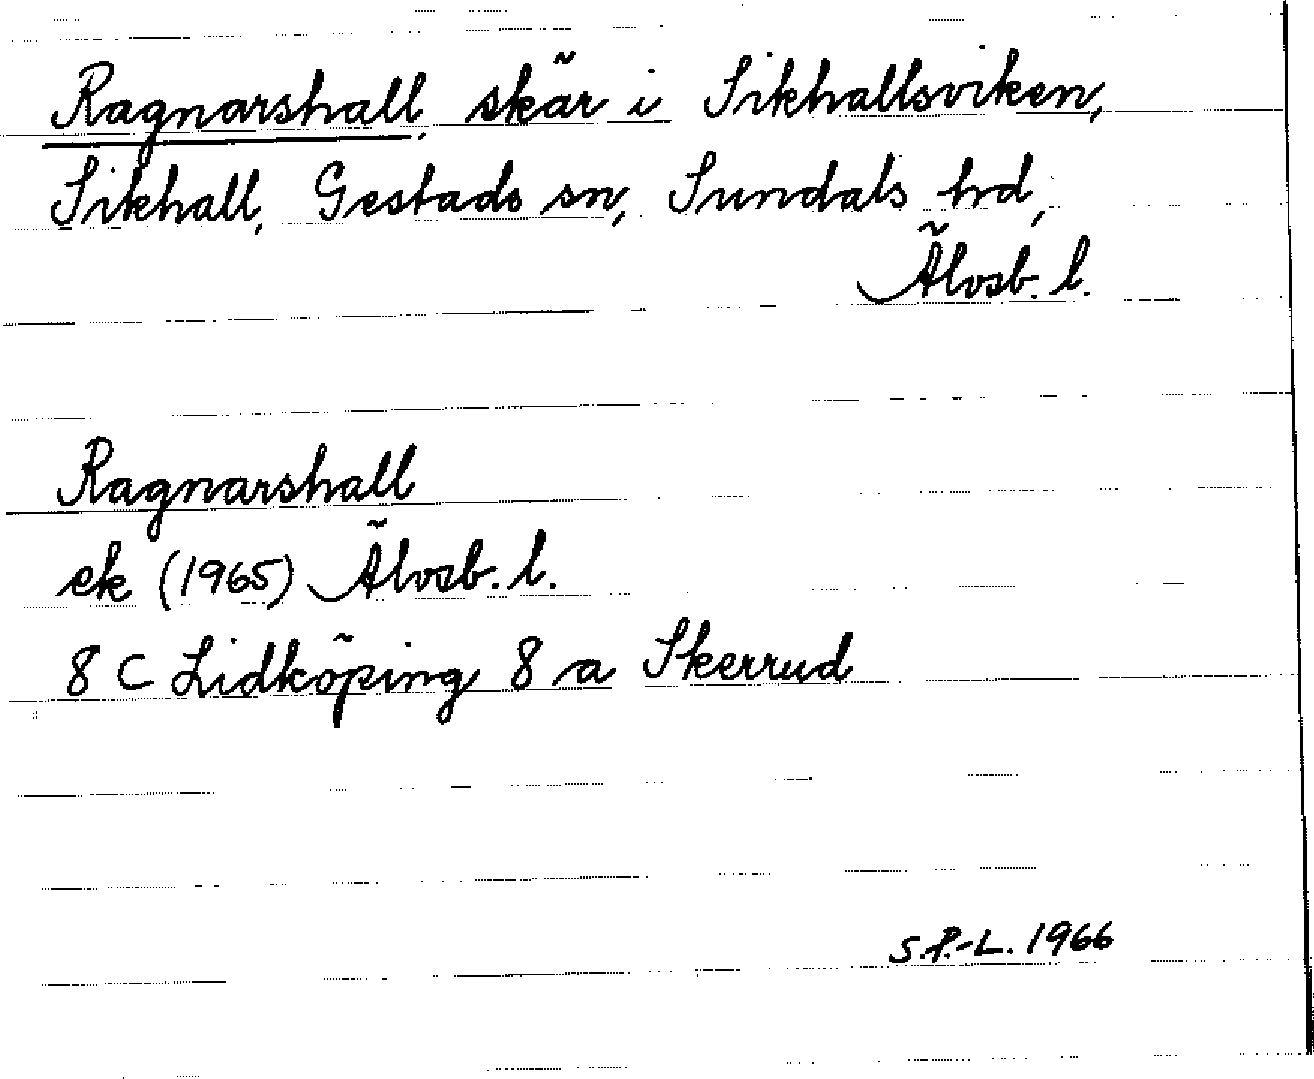 Ragnarshall, skär i Sikhallsviken,
Sikhall, Gestads sn, Sundals hd,
Älvsb. l.
Ragnarshall
ek (1965) Älvsb. l.
8 C Lidköping 8 a Skerrud
S.P.-L. 1966